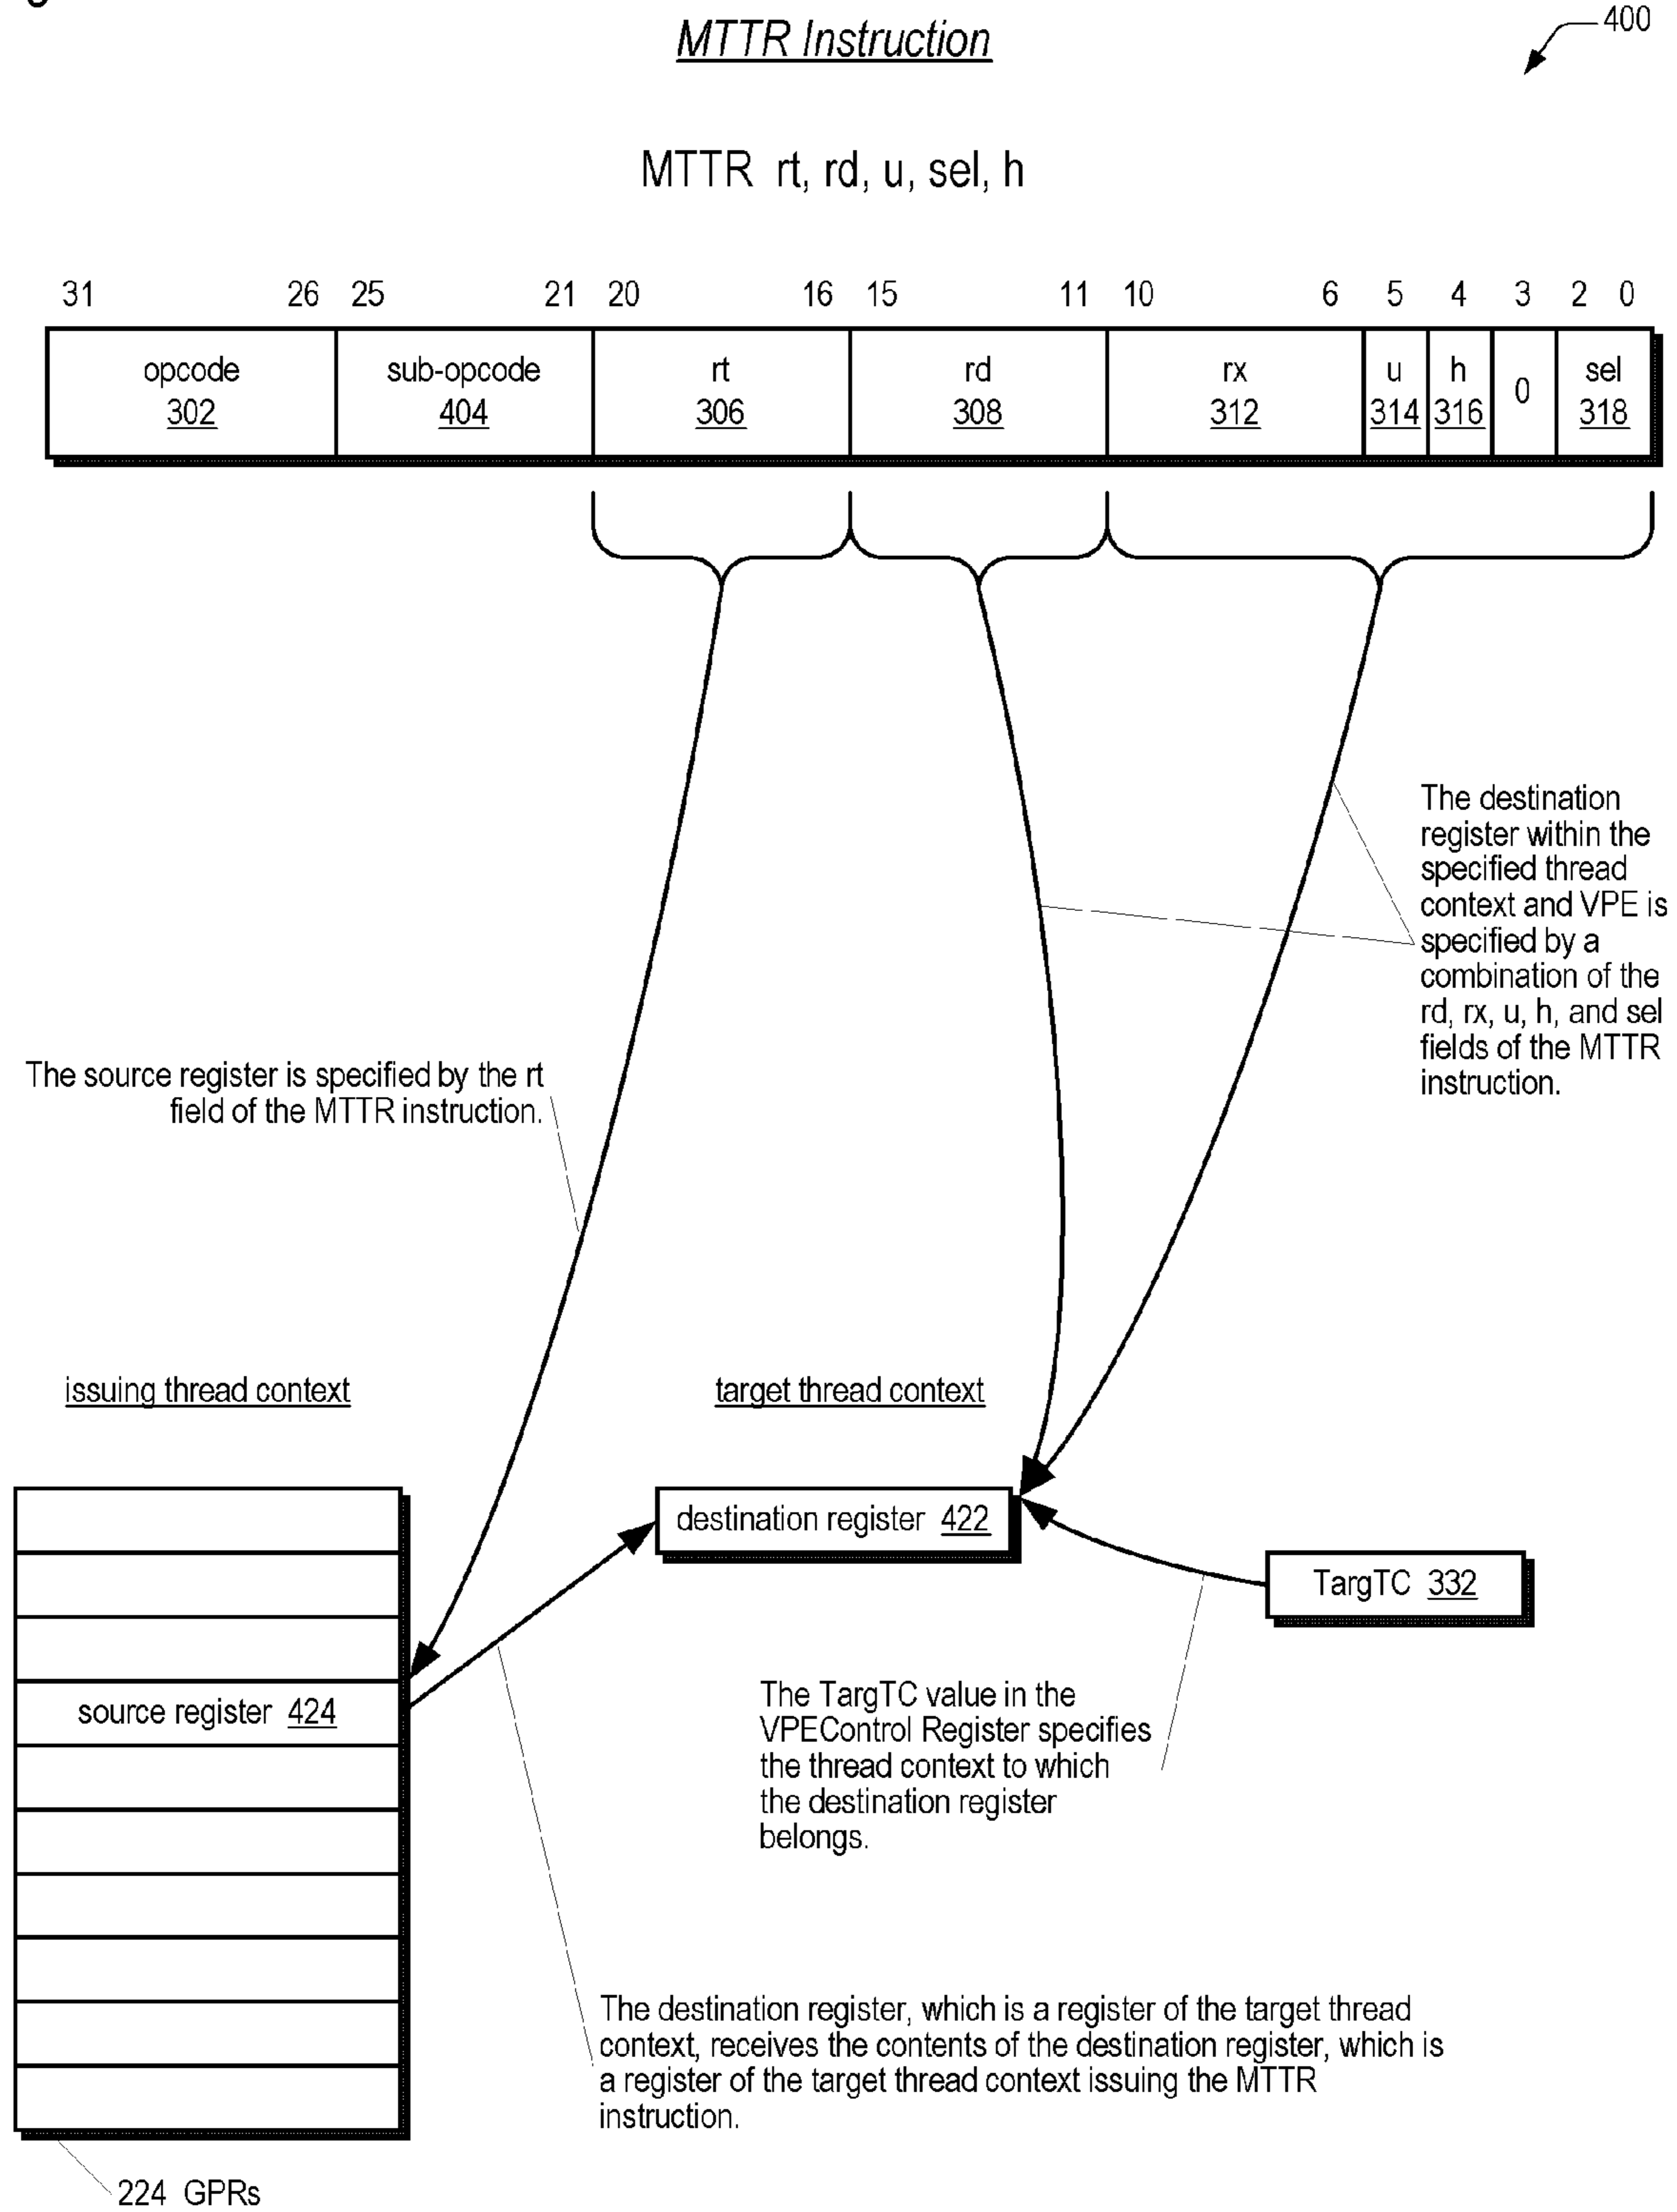 MTTR Instruction
400
MTTR rt, rd, u, sel, h
31 26 25 21 20 16 15 11 10 6 5 4 3 2 0
opcode sub-opcode rt rd rx u h 0 sel
302 404 306 308 312 314 316 318
The destination
register within the
specified thread
context and VPE is
specified by a
combination of the
rd, rx, u, h, and sel
fields of the MTTR
instruction.
The source register is specified by the rt
field of the MTTR instruction.
issuing thread context
target thread context
destination register 422
TargTC 332
source register 424
The TargTC value in the
VPEControl Register specifies
the thread context to which
the destination register
belongs.
The destination register, which is a register of the target thread
context, receives the contents of the destination register, which is
a register of the target thread context issuing the MTTR
instruction.
224 GPRs